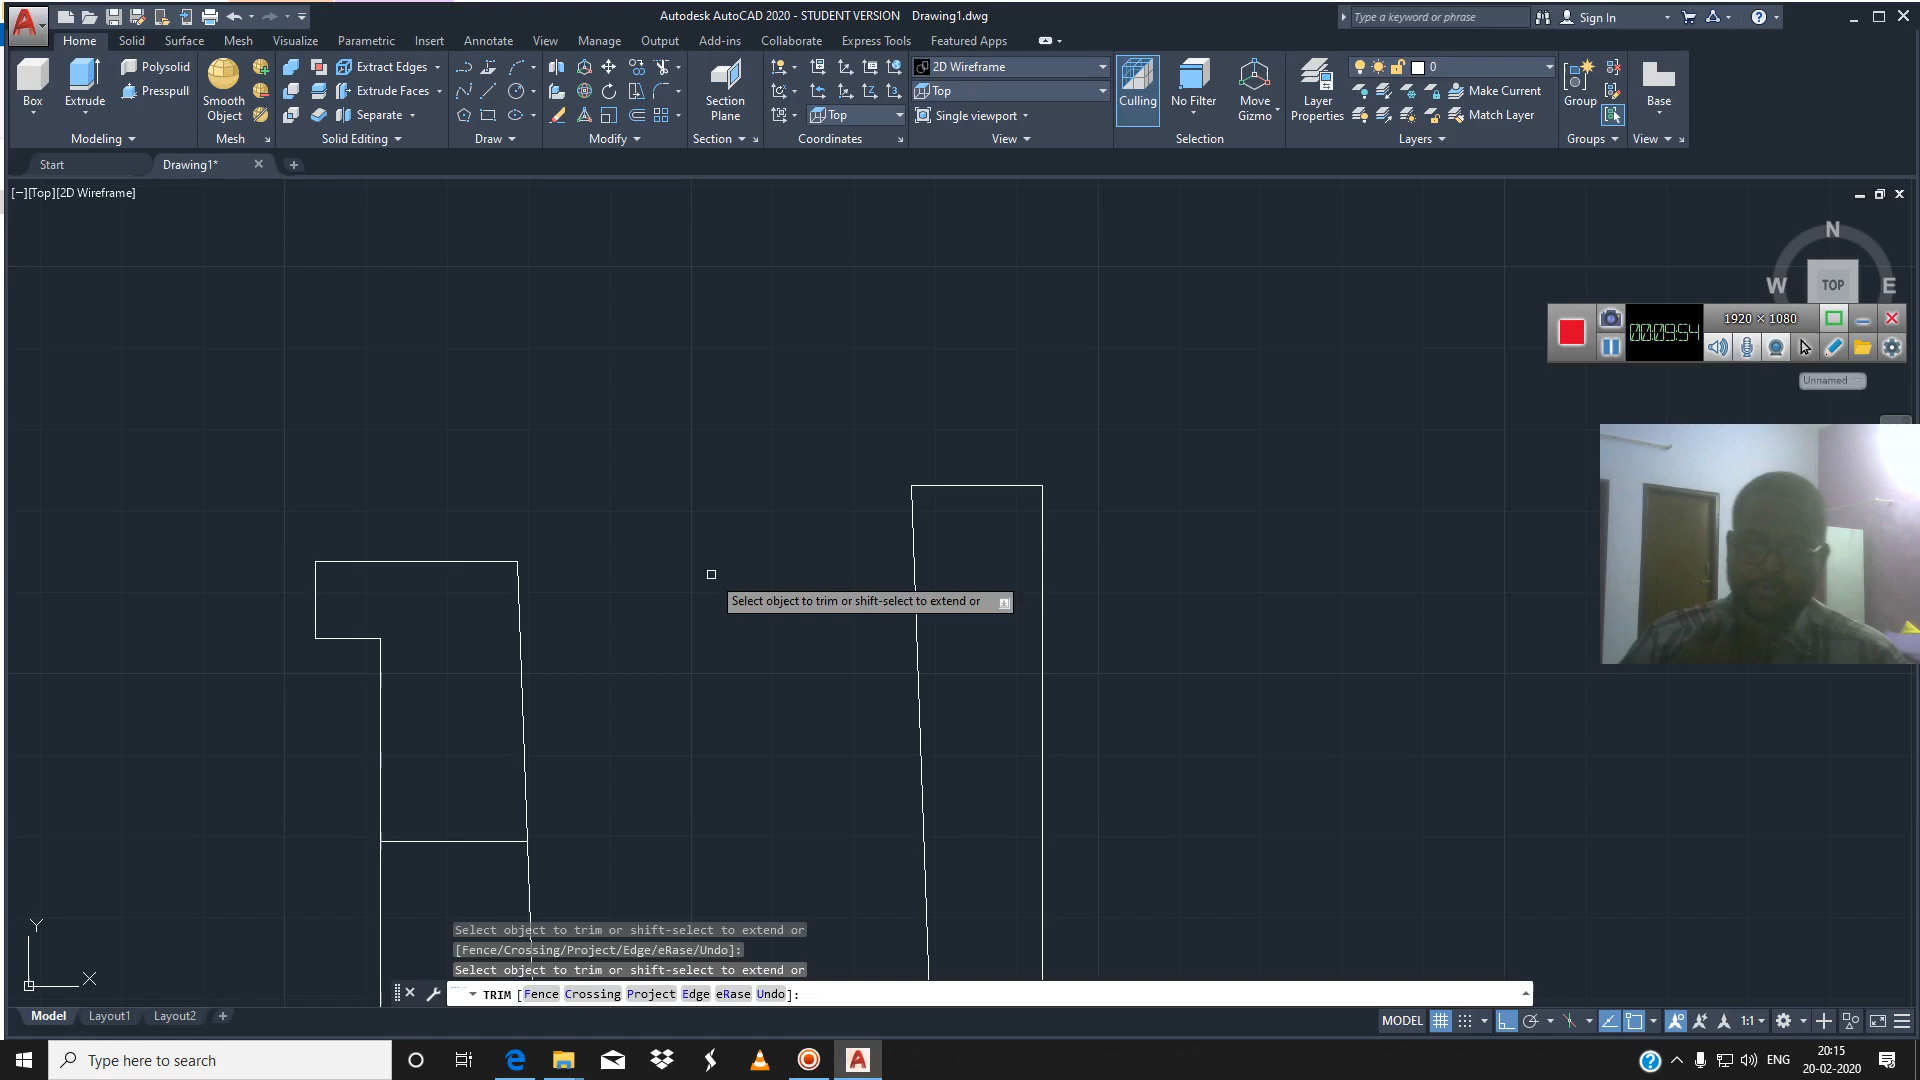 Autodesk AutoCAD 2020 - STUDENT VERSION Drawing1.dwg
Type a keyword or phrase
Sign In
Home Solid Surface Mesh Visualize Parametric Insert Annotate View Manage Output Add-ins Collaborate Express Tools Featured Apps
Polysolid
Extract Edges
2D Wireframe
0
Presspull
Extrude Faces
Top
Make Current
Box
Extrude
Smooth
Object
Separate
Section
Plane
Top
Single viewport
Culling
No Filter
Move
Gizmo
Layer
Properties
Match Layer
Group
Base
Modeling
Mesh
Solid Editing
Draw
Modify
Section
Coordinates
View
Selection
Layers
Groups
View
Start
Drawing1*
[−][Top][2D Wireframe]
N
W
TOP
E
00:09:54
1920 × 1080
Unnamed
Select object to trim or shift-select to extend or
Y
X
Select object to trim or shift-select to extend or
[Fence/Crossing/Project/Edge/eRase/Undo]:
Select object to trim or shift-select to extend or
TRIM [Fence Crossing Project Edge eRase Undo]:
Model
Layout1
Layout2
MODEL
1:1
Type here to search
ENG
20:15
20-02-2020